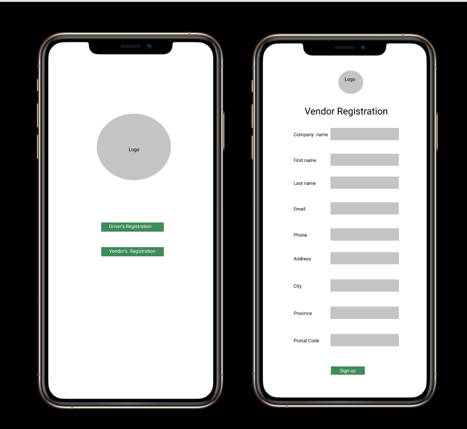 Logo
Driver's Registration
Vendor's Registration
Logo
Vendor Registration
Company name
First name
Last name
Email
Phone
Address
City
Province
Postal Code
Sign up